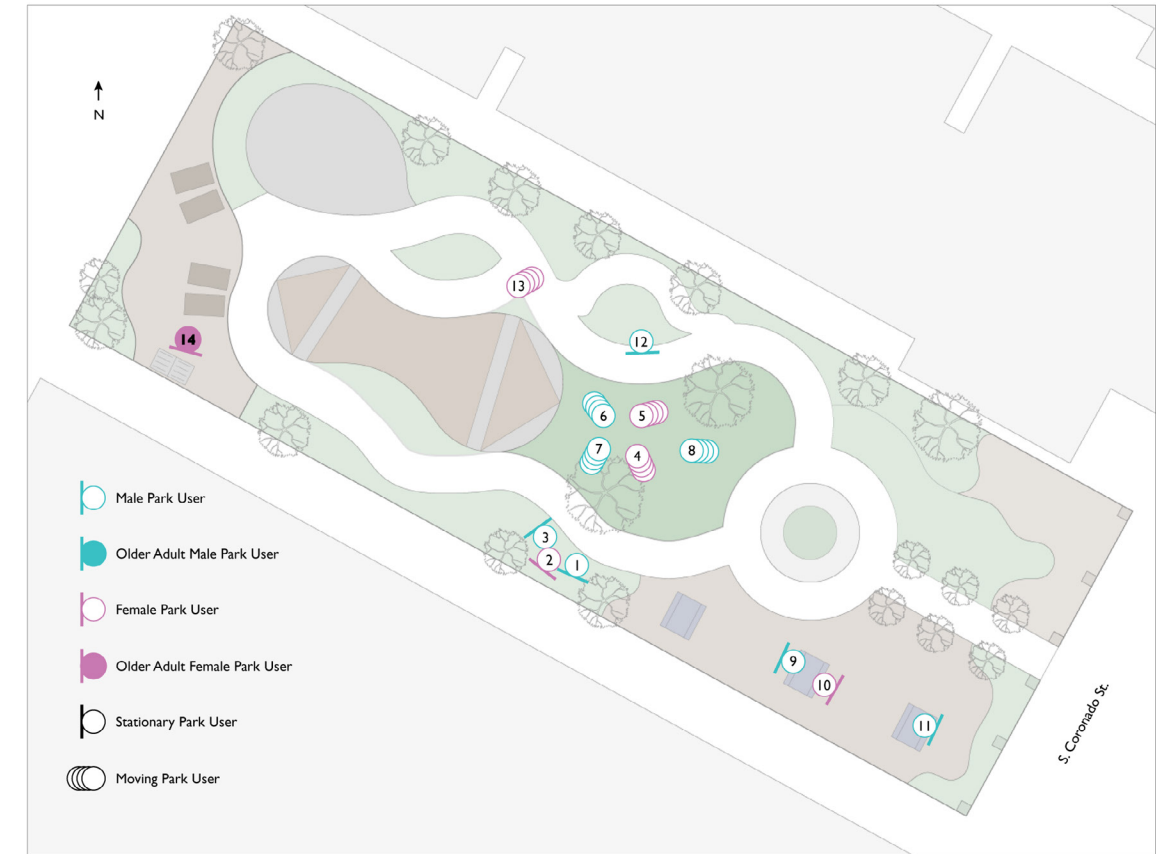 N
13
14
12
6
5
7
4
8
3
2
1
9
10
11
Male Park User
Older Adult Male Park User
Female Park User
Older Adult Female Park User
Stationary Park User
Moving Park User
S. Coronado St.